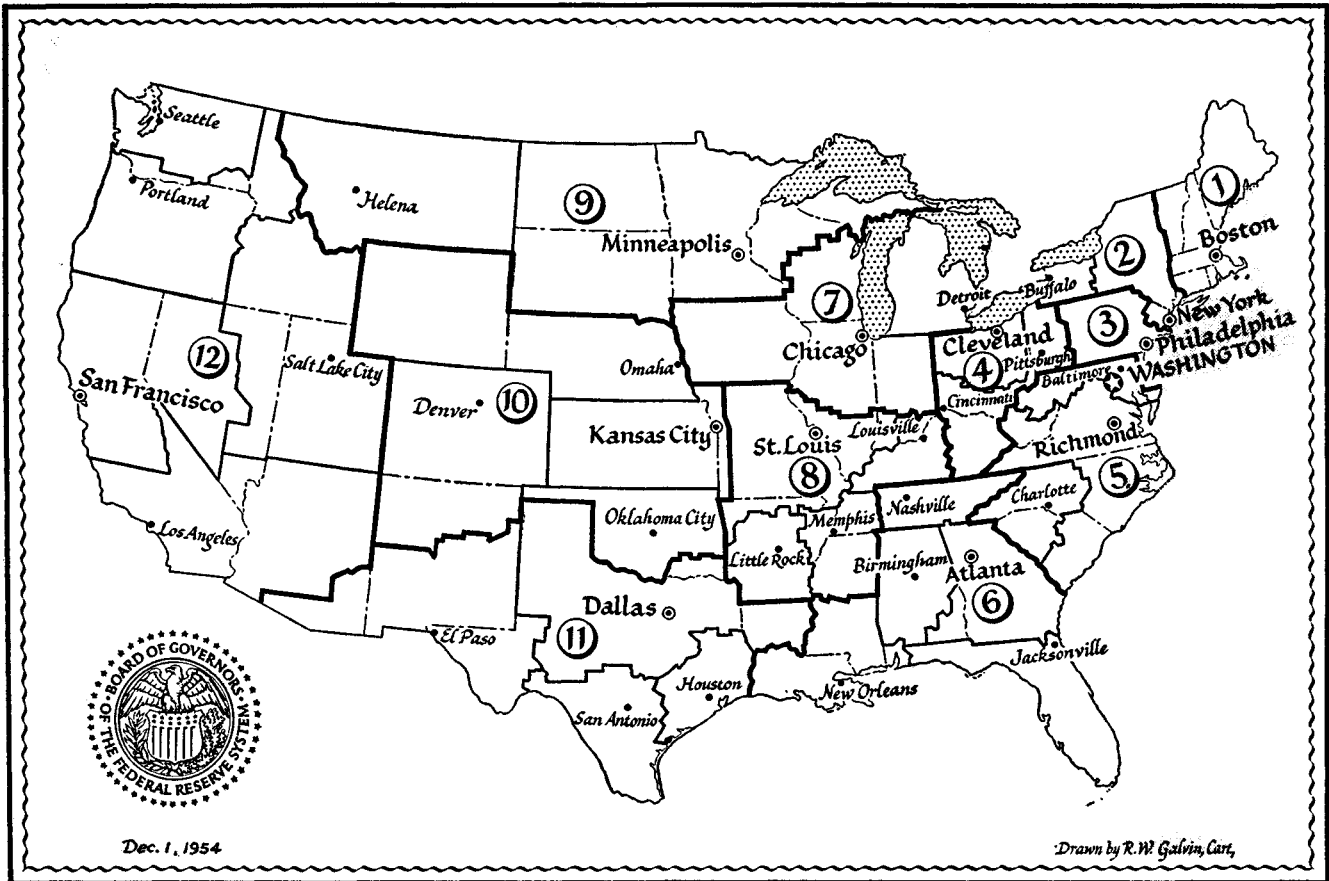 Seattle
Portland
Helena
9
Minneapolis
1
Boston
2
Buffalo
Detroit
7
Chicago
New York
3
Philadelphia
WASHINGTON
Cleveland
Pittsburgh
4
Baltimore
Cincinnati
12
Salt Lake City
San Francisco
Omaha
Denver
10
Kansas City
St. Louis
Louisville
8
Richmond
5
Los Angeles
Oklahoma City
Memphis
Nashville
Charlotte
Little Rock
Birmingham
Atlanta
6
Dallas
11
El Paso
Houston
San Antonio
New Orleans
Jacksonville
BOARD OF GOVERNORS
OF THE FEDERAL RESERVE SYSTEM
Dec. 1, 1954
Drawn by R.W. Galvin, Cart.